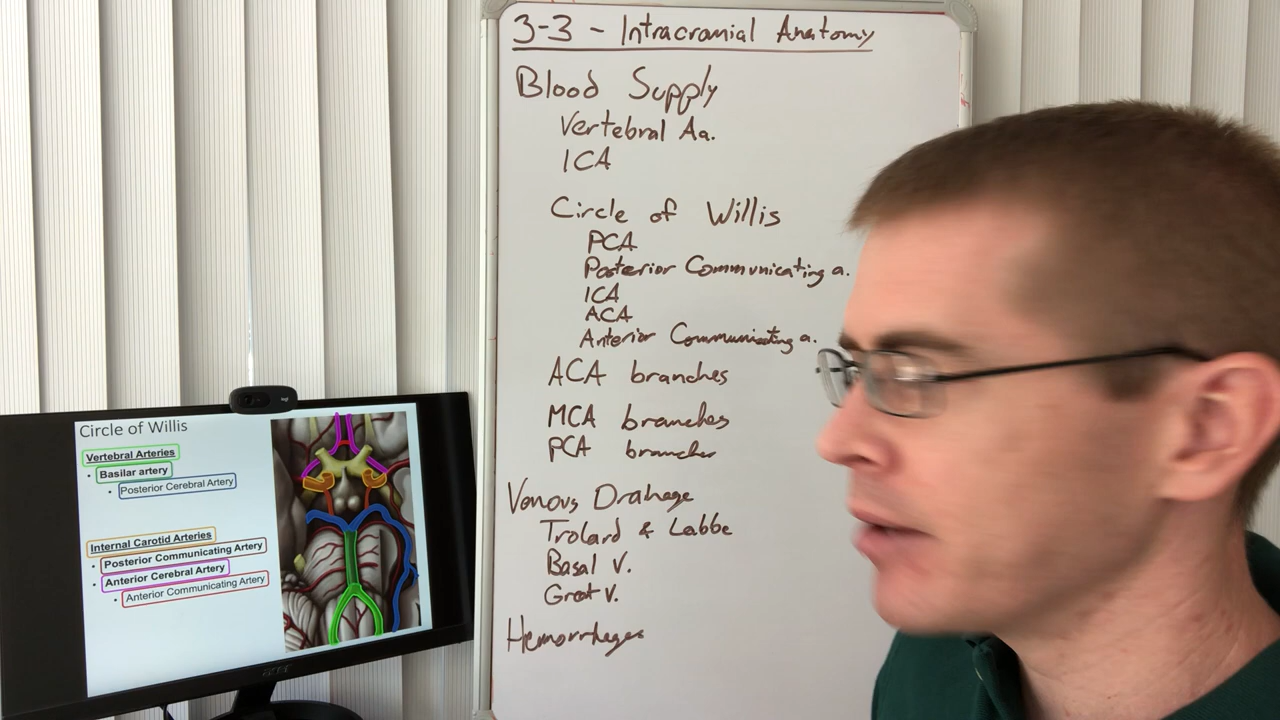 3-3 - Intracranial Anatomy
Blood Supply
Vertebral Aa.
ICA
Circle of Willis
PCA
Posterior Communicating a.
ICA
ACA
Anterior Communicating a.
ACA branches
MCA branches
PCA branches
Venous Drainage
Trolard & Labbe
Basal V.
Great V.
Hemorrhages
Circle of Willis
Vertebral Arteries
• Basilar artery
• Posterior Cerebral Artery
Internal Carotid Arteries
• Posterior Communicating Artery
• Anterior Cerebral Artery
• Anterior Communicating Artery